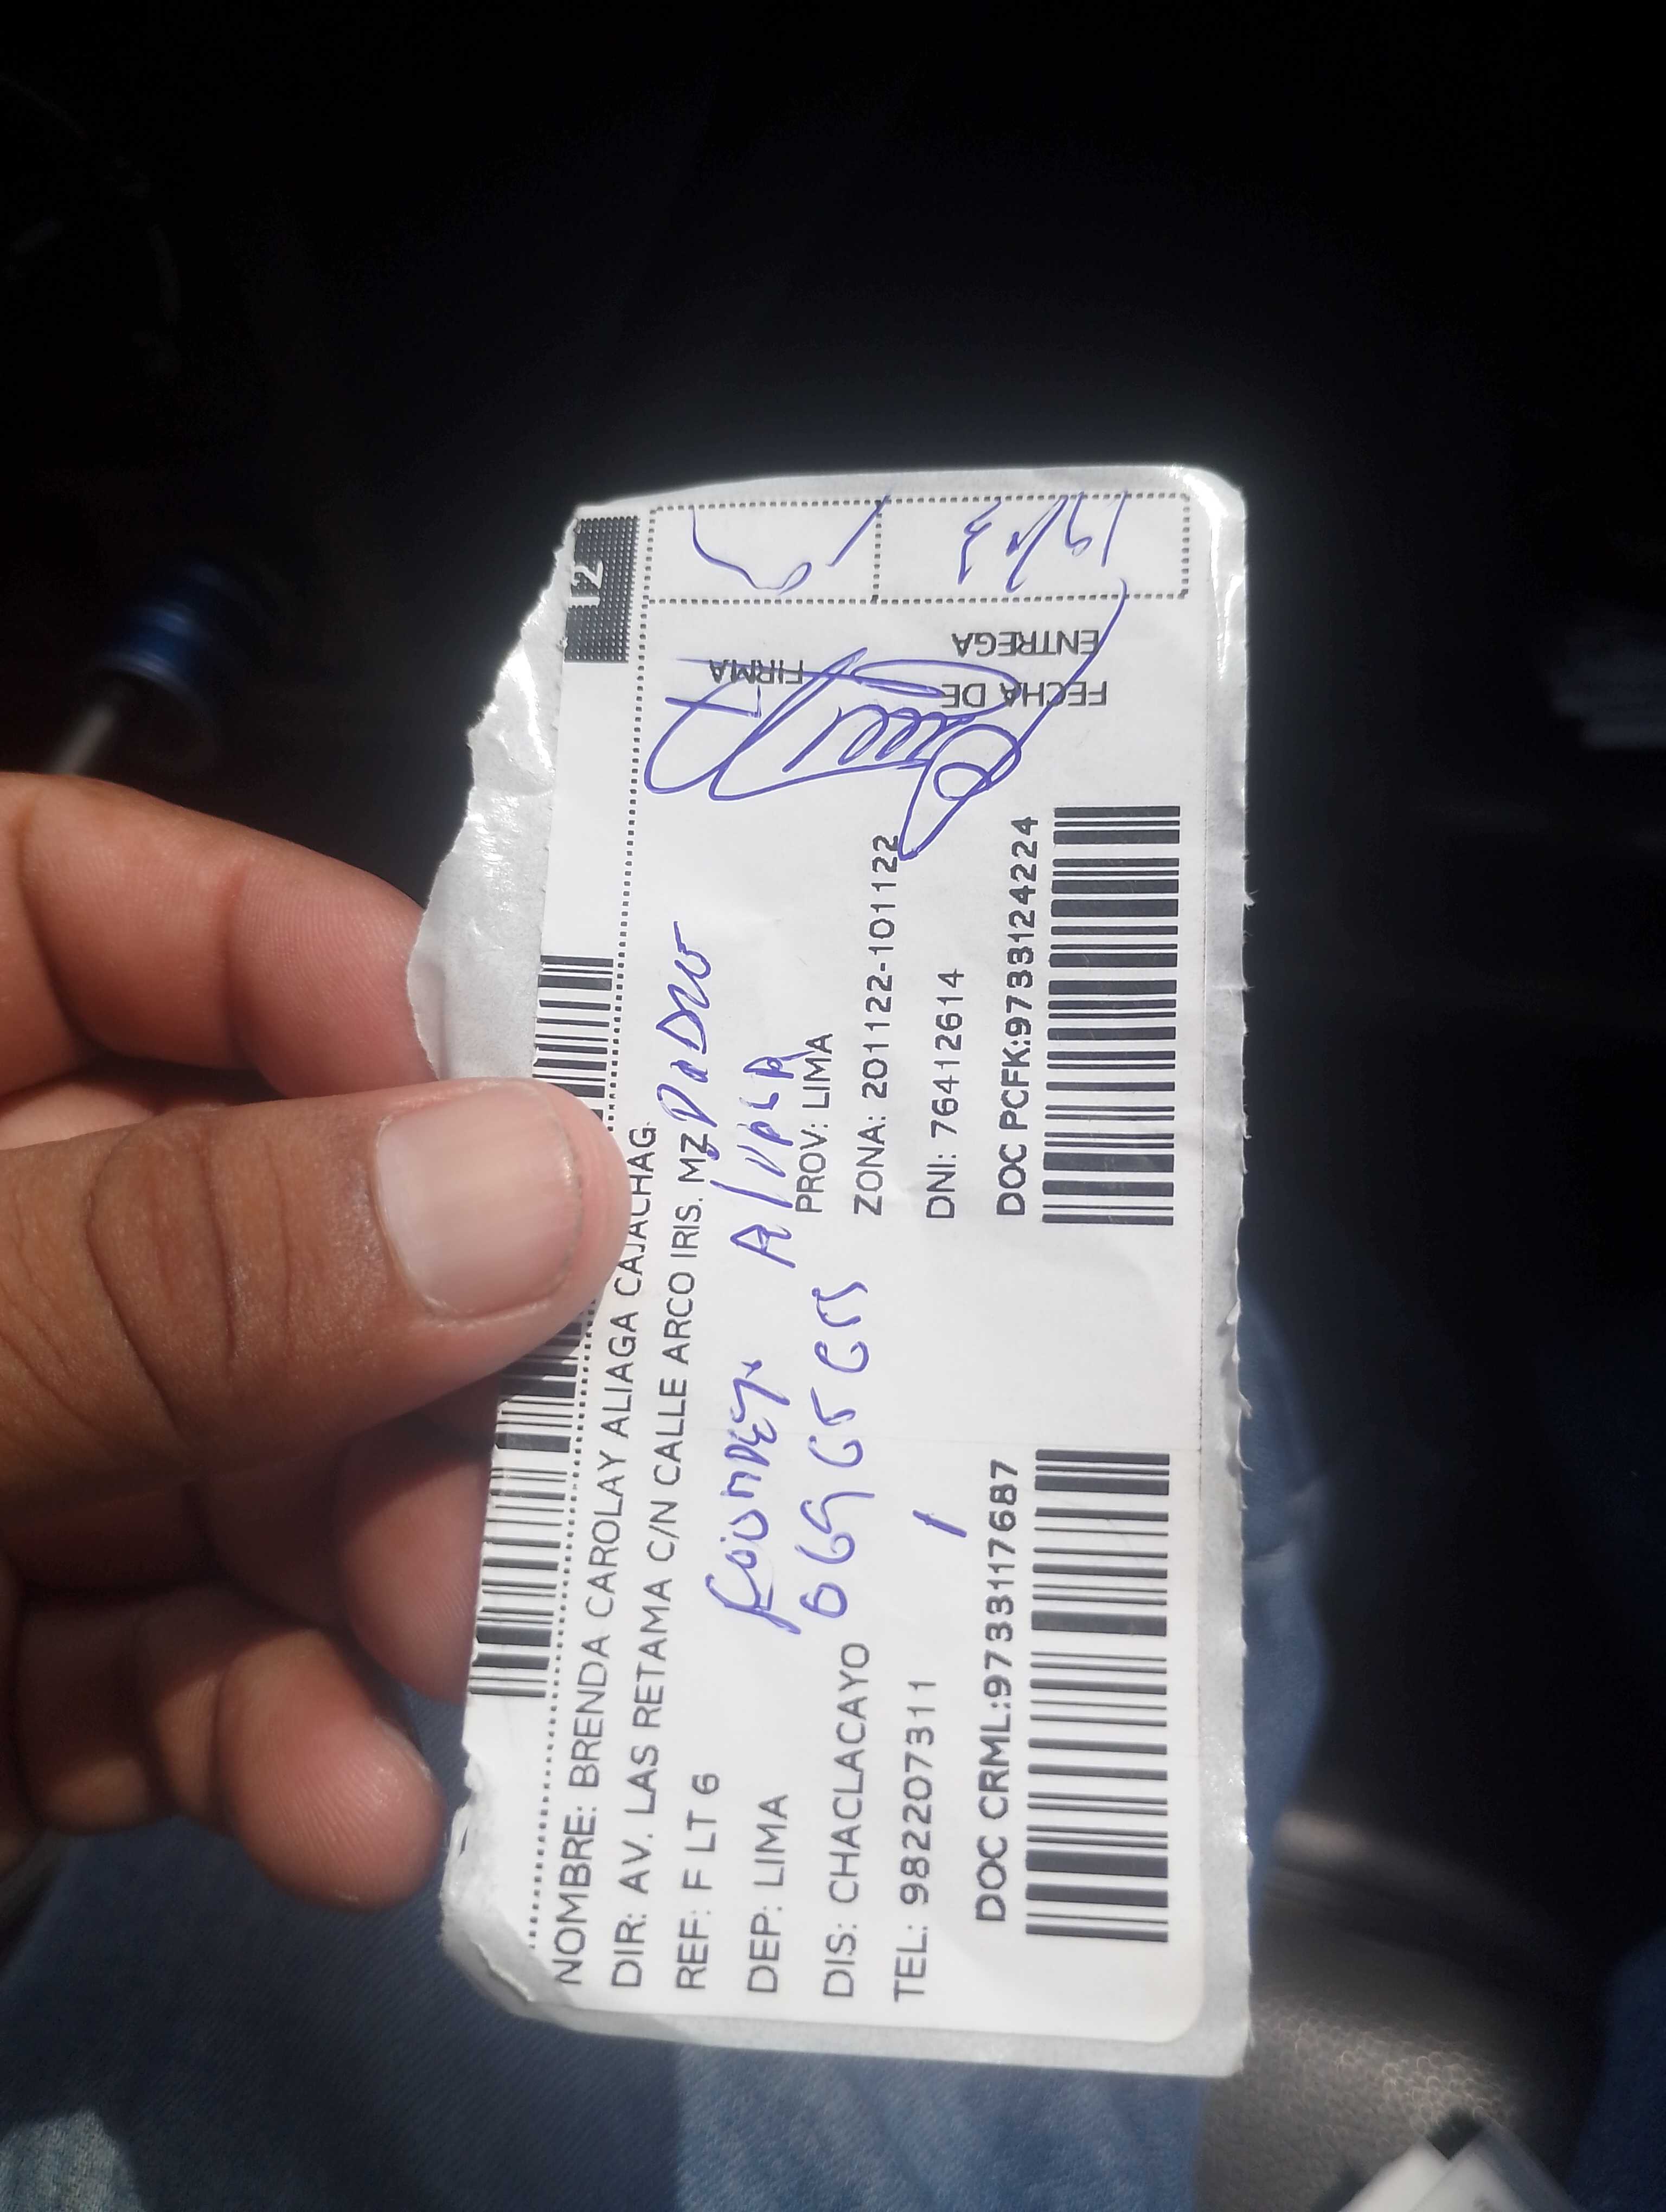 12
NOMBRE: BRENDA CAROLAY ALIAGA CAJACHAG.
DIR: AV. LAS RETAMA C/N CALLE ARCO IRIS. MZ
REF: F LT 6
DEP: LIMA PROV: LIMA
DIS: CHACLACAYO ZONA: 201122-101122
TEL: 982207311 DNI: 76412614
DOC CRML:9733117687 DOC PCFK:9733124224
FIRMA
FECHA DE
ENTREGA